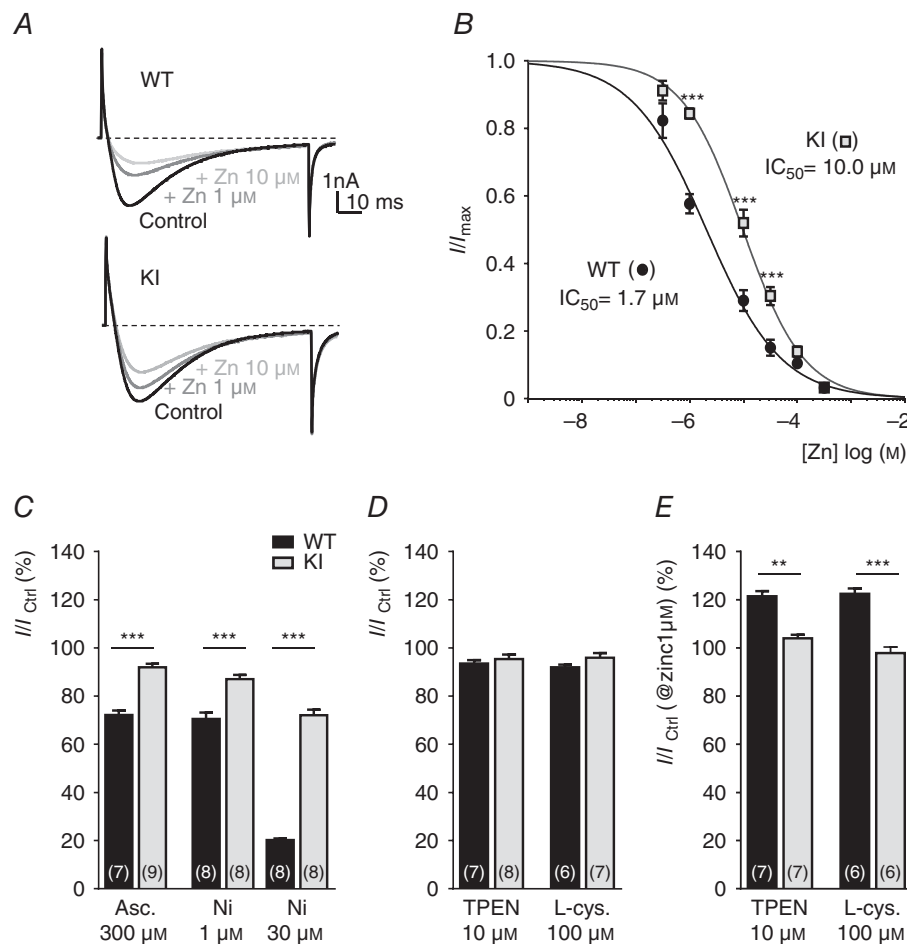 A
WT
+ Zn 10 µM
+ Zn 1 µM
Control
1nA
10 ms
KI
+ Zn 10 µM
+ Zn 1 µM
Control
B
1.0
0.8
0.6
0.4
0.2
0
I/Imax
***
***
***
KI ( )
IC50= 10.0 µM
WT (●)
IC50= 1.7 µM
–8
–6
–4
–2
[Zn] log (M)
C
I/I Ctrl (%)
140
120
100
80
60
40
20
0
WT
KI
***
***
***
(7) (9) (8) (8) (8) (8)
Asc. Ni Ni
300 µM 1 µM 30 µM
D
I/I Ctrl (%)
140
120
100
80
60
40
20
0
(7) (8) (6) (7)
TPEN L-cys.
10 µM 100 µM
E
I/I Ctrl (@zinc1µM) (%)
140
120
100
80
60
40
20
0
**
***
(7) (7) (6) (6)
TPEN L-cys.
10 µM 100 µM